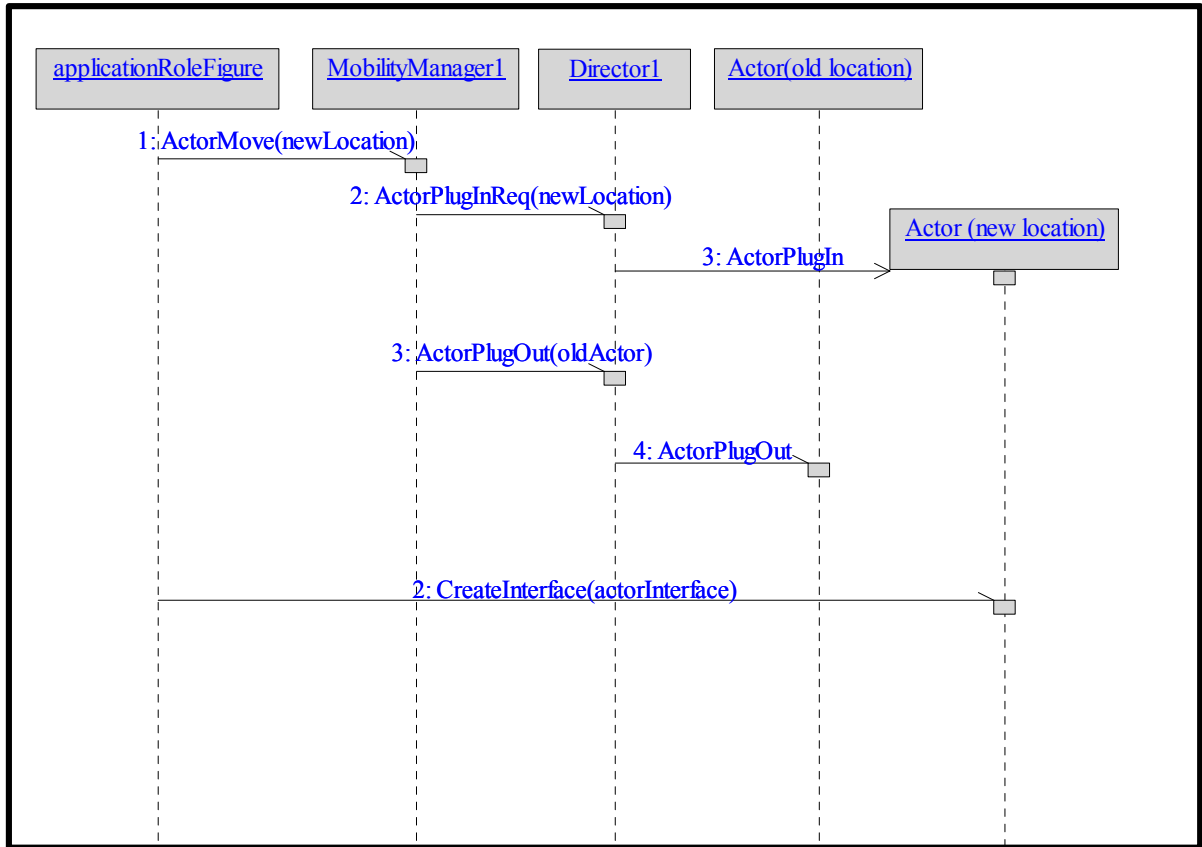 applicationRoleFigure
MobilityManager1
Director1
Actor(old location)
1: ActorMove(newLocation)
2: ActorPlugInReq(newLocation)
Actor (new location)
3: ActorPlugIn
3: ActorPlugOut(oldActor)
4: ActorPlugOut
2: CreateInterface(actorInterface)